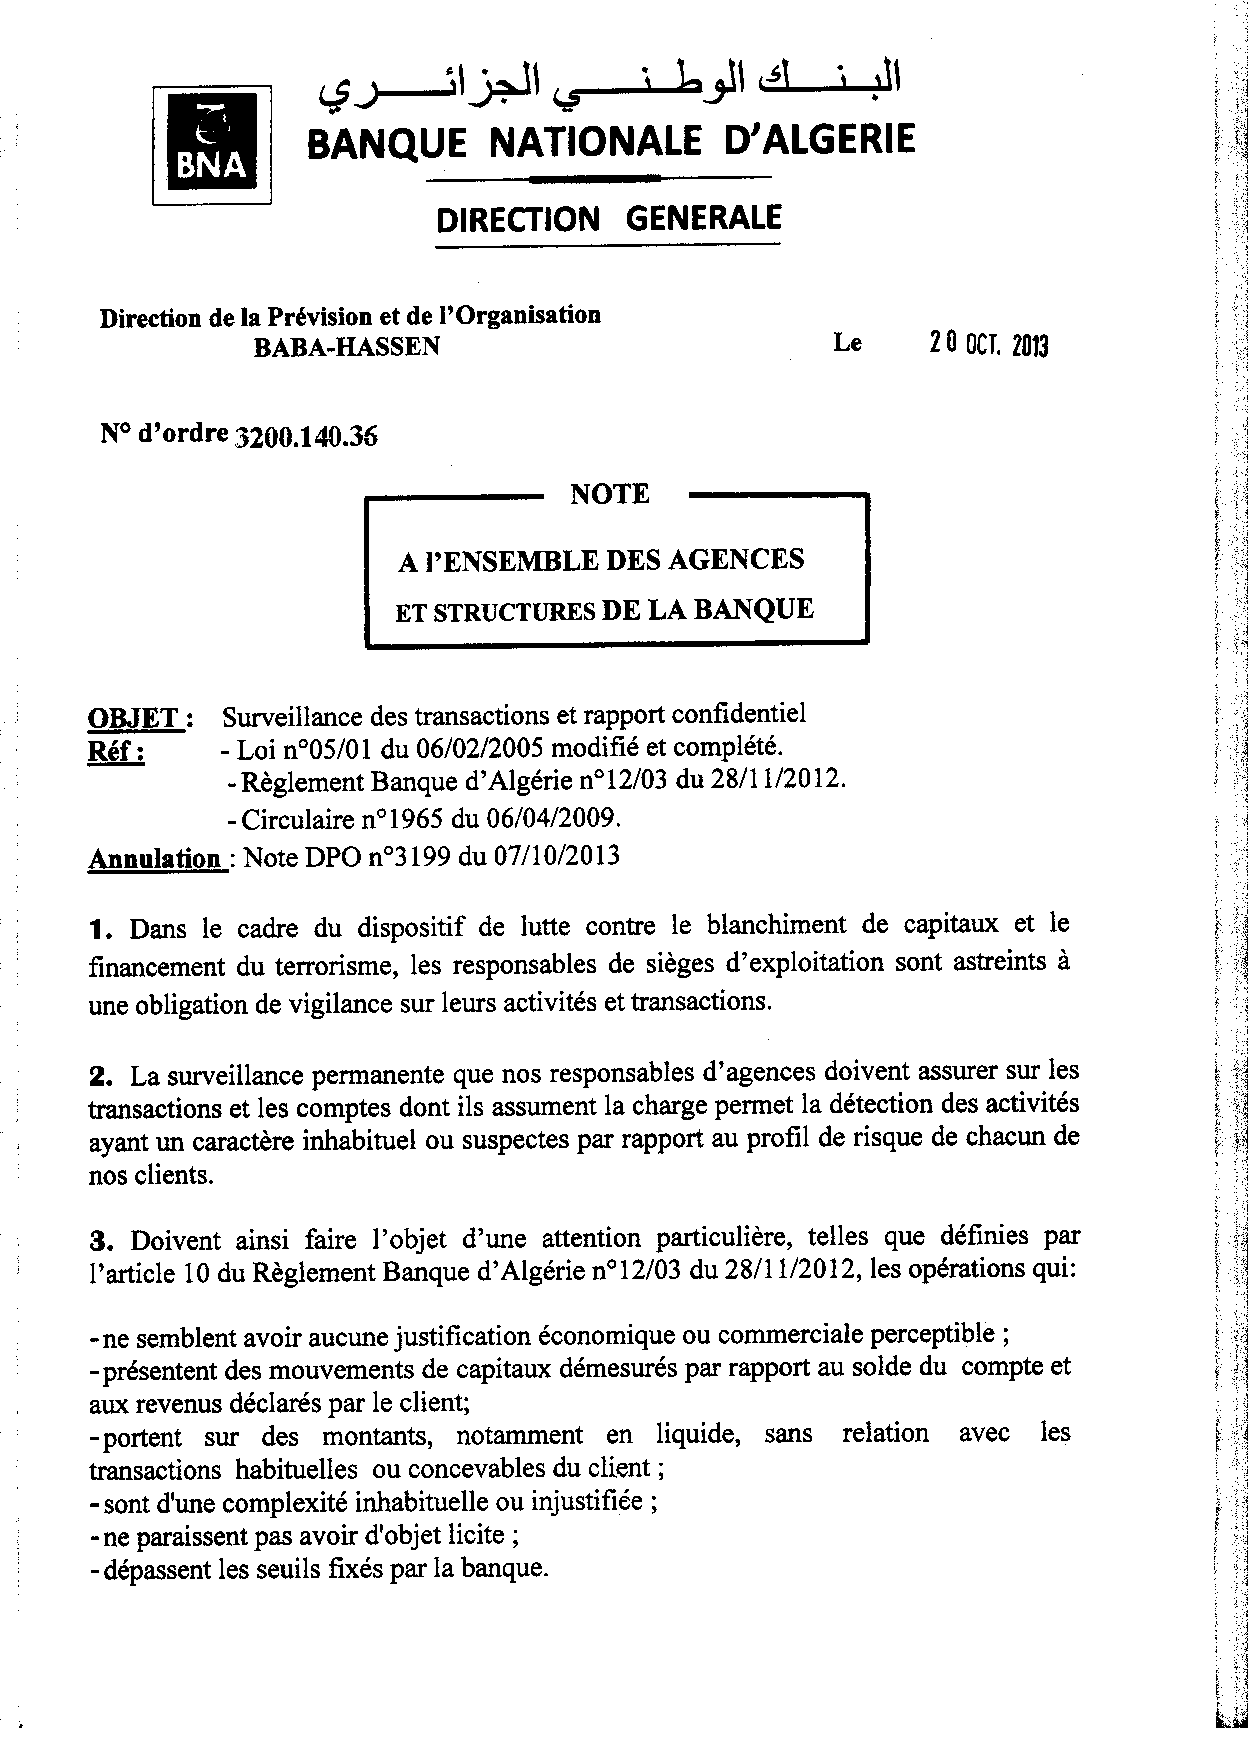 البنك الوطني الجزائري
BNA
BANQUE NATIONALE D'ALGERIE
DIRECTION GENERALE
Direction de la Prévision et de l'Organisation
BABA-HASSEN
Le 20 OCT. 2013
N° d'ordre 3200.140.36
NOTE
A l'ENSEMBLE DES AGENCES
ET STRUCTURES DE LA BANQUE
OBJET : Surveillance des transactions et rapport confidentiel
Réf : - Loi n°05/01 du 06/02/2005 modifié et complété.
- Règlement Banque d'Algérie n°12/03 du 28/11/2012.
- Circulaire n°1965 du 06/04/2009.
Annulation : Note DPO n°3199 du 07/10/2013
1. Dans le cadre du dispositif de lutte contre le blanchiment de capitaux et le
financement du terrorisme, les responsables de sièges d'exploitation sont astreints à
une obligation de vigilance sur leurs activités et transactions.
2. La surveillance permanente que nos responsables d'agences doivent assurer sur les
transactions et les comptes dont ils assument la charge permet la détection des activités
ayant un caractère inhabituel ou suspectes par rapport au profil de risque de chacun de
nos clients.
3. Doivent ainsi faire l'objet d'une attention particulière, telles que définies par
l'article 10 du Règlement Banque d'Algérie n°12/03 du 28/11/2012, les opérations qui:
- ne semblent avoir aucune justification économique ou commerciale perceptible ;
- présentent des mouvements de capitaux démesurés par rapport au solde du compte et
aux revenus déclarés par le client;
- portent sur des montants, notamment en liquide, sans relation avec les
transactions habituelles ou concevables du client ;
- sont d'une complexité inhabituelle ou injustifiée ;
- ne paraissent pas avoir d'objet licite ;
- dépassent les seuils fixés par la banque.